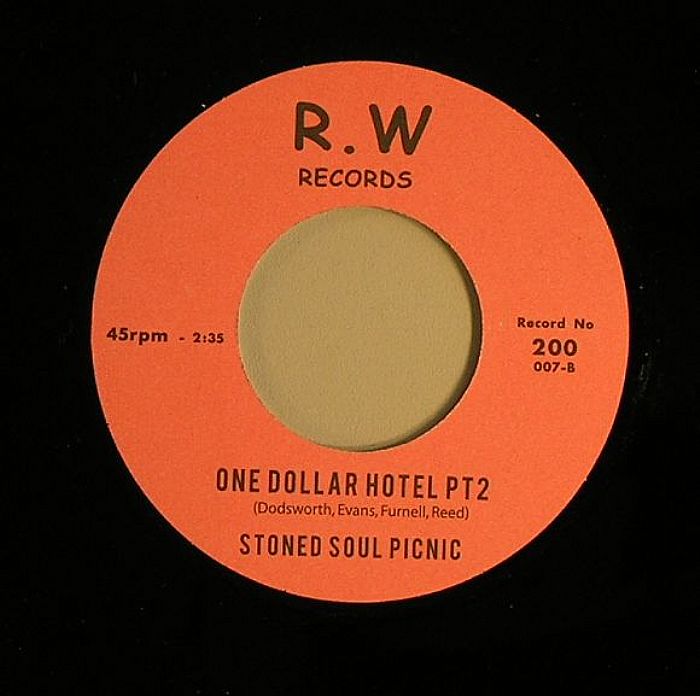 R.W
RECORDS
45rpm - 2:35
Record No
200
007-B
ONE DOLLAR HOTEL PT2
(Dodsworth, Evans, Furnell, Reed)
STONED SOUL PICNIC